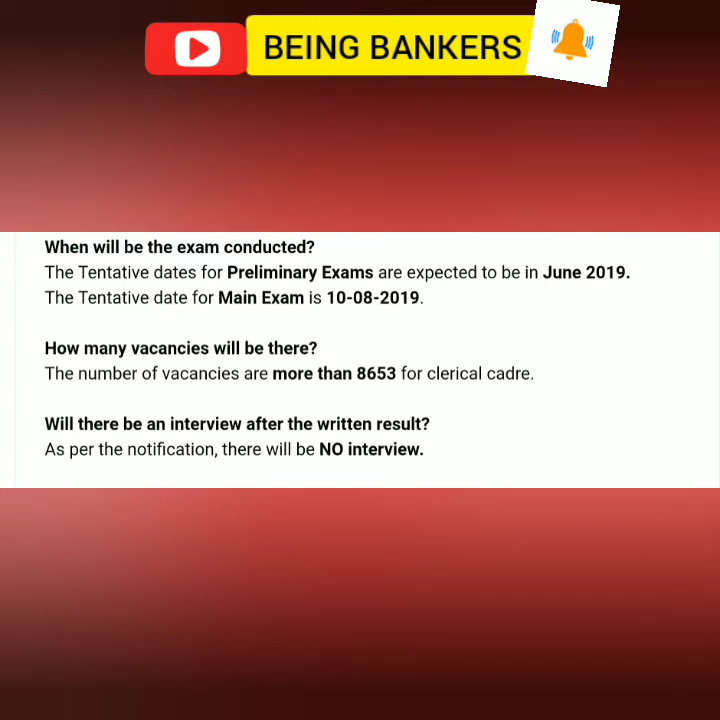 BEING BANKERS
When will be the exam conducted?
The Tentative dates for Preliminary Exams are expected to be in June 2019.
The Tentative date for Main Exam is 10-08-2019.
How many vacancies will be there?
The number of vacancies are more than 8653 for clerical cadre.
Will there be an interview after the written result?
As per the notification, there will be NO interview.